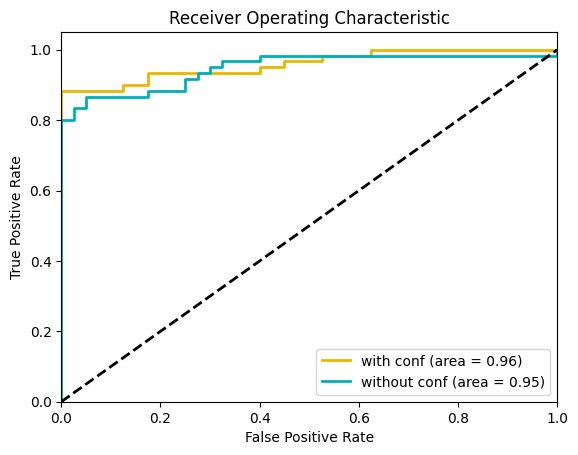 Receiver Operating Characteristic
True Positive Rate
1.0
0.8
0.6
0.4
0.2
0.0
with conf (area = 0.96)
without conf (area = 0.95)
0.0 0.2 0.4 0.6 0.8 1.0
False Positive Rate